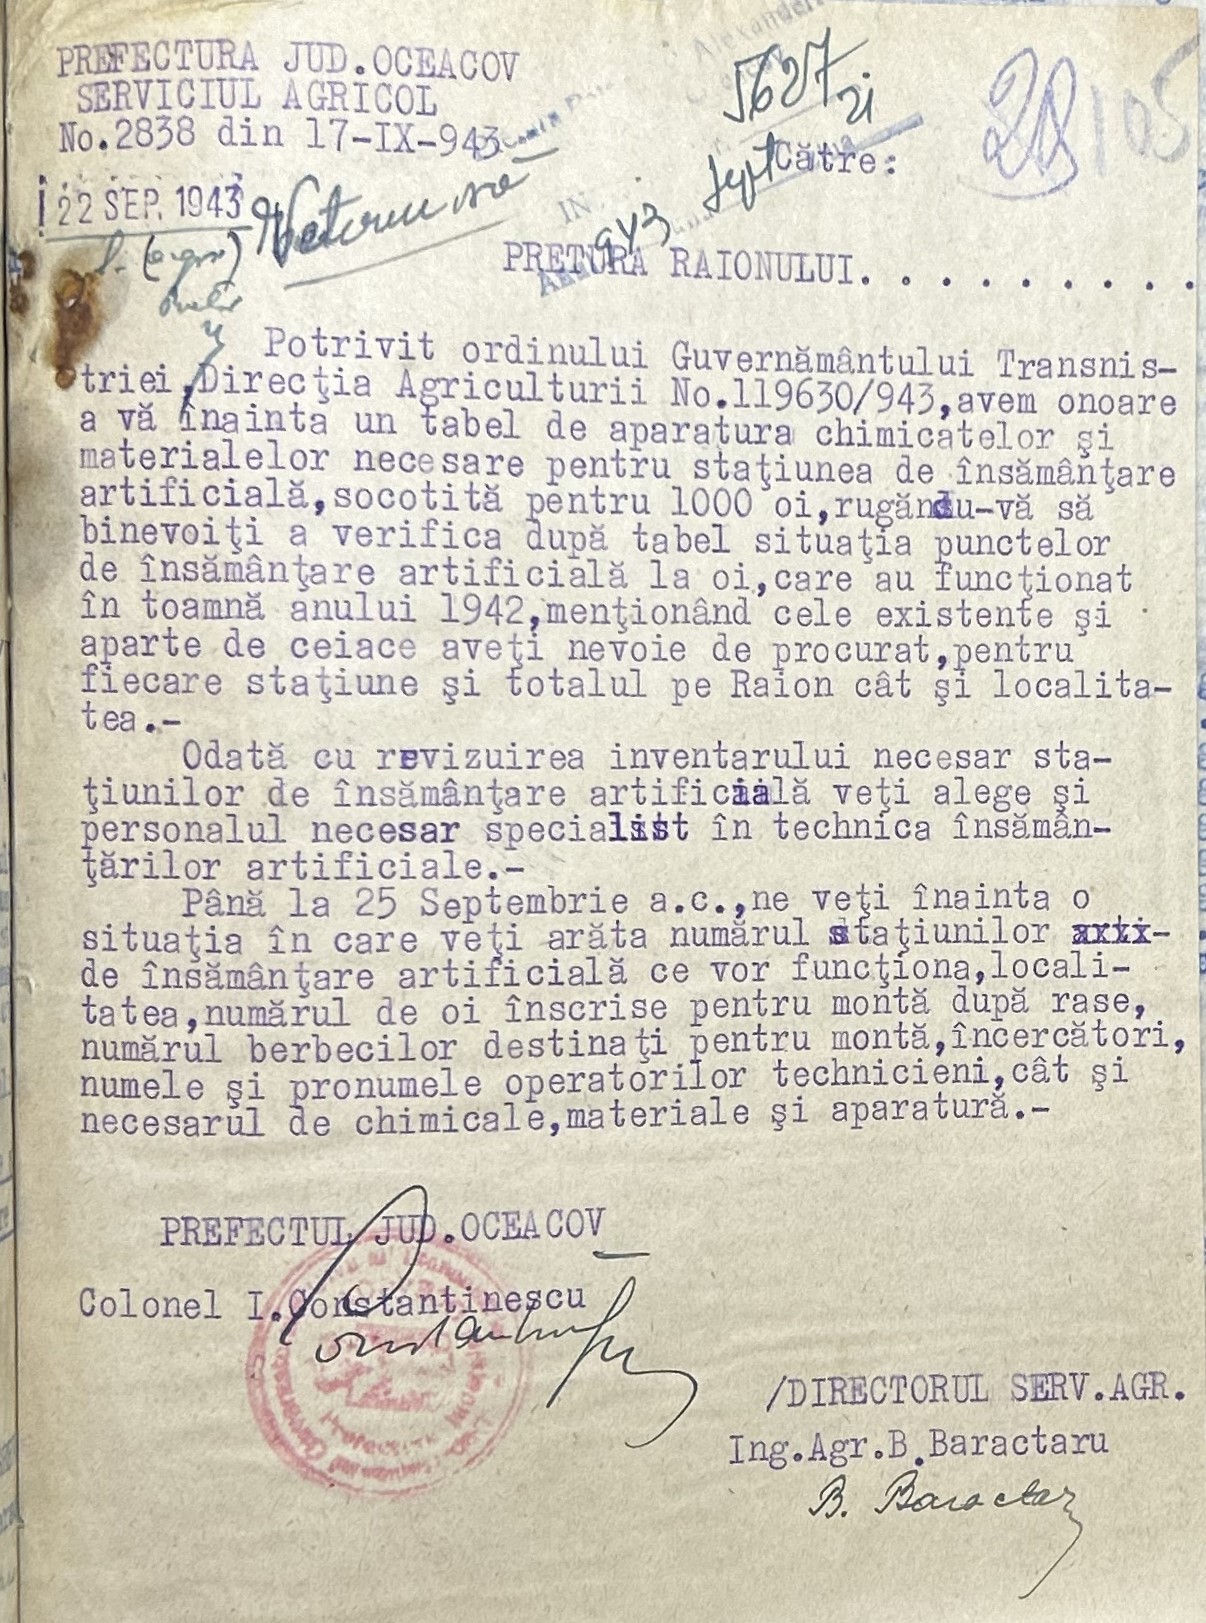 PREFECTURA JUD.OCEACOV
SERVICIUL AGRICOL
No.2838 din 17-IX-943
5627
21
Sept
943
28
105
Către:
22 SEP. 1943
PRETURA RAIONULUI. . . . . . . . .
Potrivit ordinului Guvernământului Transnis-
triei,Direcţia Agriculturii No.119630/943,avem onoare
a vă înainta un tabel de aparatura chimicatelor şi
materialelor necesare pentru staţiunea de însămânţare
artificială,socotită pentru 1000 oi,rugându-vă să
binevoiţi a verifica după tabel situaţia punctelor
de însămânţare artificială la oi,care au funcţionat
în toamnă anului 1942,menţionând cele existente şi
aparte de ceiace aveţi nevoie de procurat,pentru
fiecare staţiune şi totalul pe Raion cât şi localita-
tea.-
Odată cu revizuirea inventarului necesar sta-
ţiunilor de însămânţare artificială veţi alege şi
personalul necesar specialist în technica însămân-
ţărilor artificiale.-
Până la 25 Septembrie a.c.,ne veţi înainta o
situaţia în care veţi arăta numărul staţiunilor
de însămânţare artificială ce vor funcţiona,locali-
tatea,numărul de oi înscrise pentru montă după rase,
numărul berbecilor destinaţi pentru montă,încercători,
numele şi pronumele operatorilor technicieni,cât şi
necesarul de chimicale,materiale şi aparatură.-
PREFECTUL JUD.OCEACOV
Colonel I.Constantinescu
/DIRECTORUL SERV.AGR.
Ing.Agr.B.Baractaru
B. Baractaru